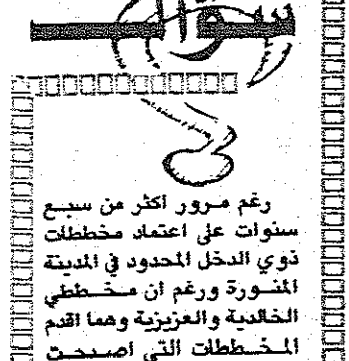 سؤال
رغم مرور اكثر من سبع
سنوات على اعتماد مخططات
ذوي الدخل المحدود في المدينة
المنورة ورغم ان مخططي
الخالدية والعزيزية وهما اقدم
المخططات التي اصبحت